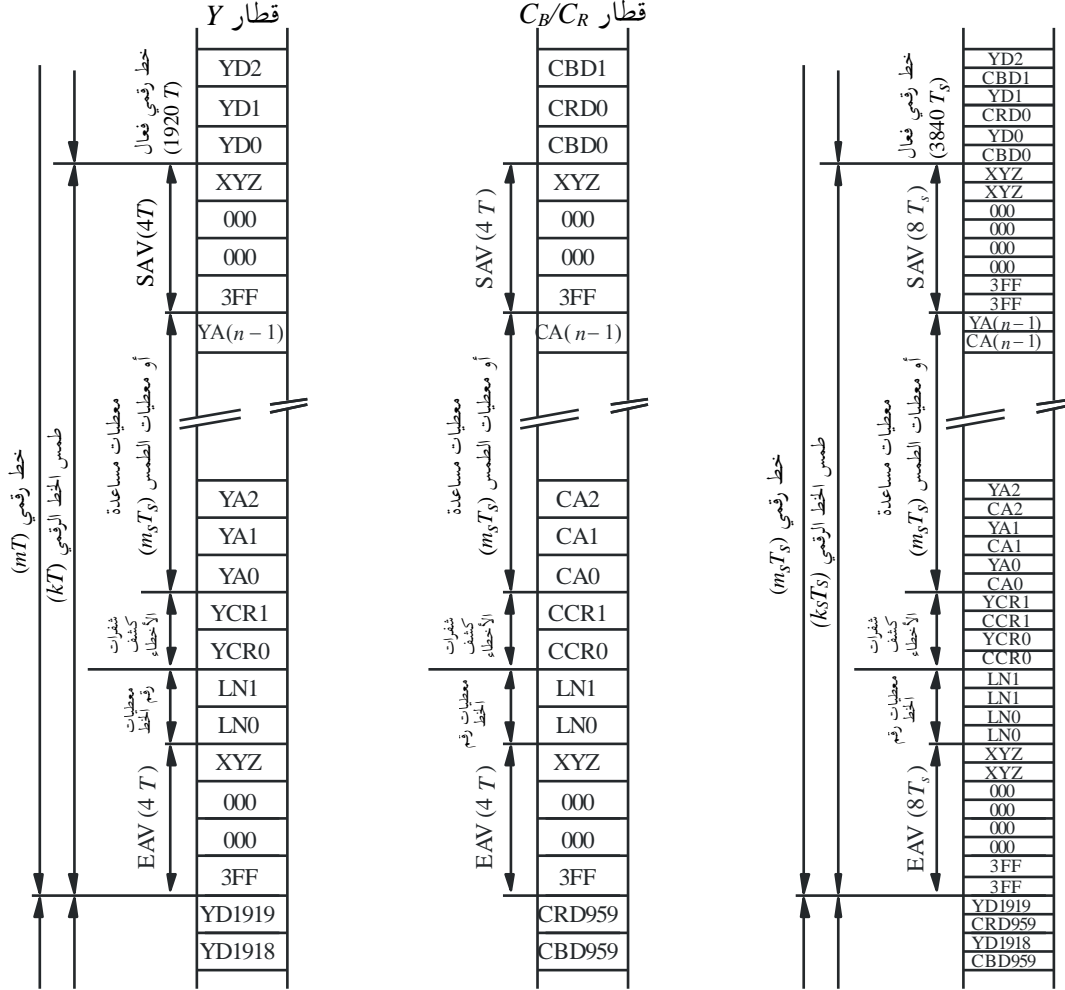 قطار Y
YD2
YD1
YD0
XYZ
000
000
3FF
YA(n – 1)
YA2
YA1
YA0
YCR1
YCR0
LN1
LN0
XYZ
000
000
3FF
YD1919
YD1918
خط رقمي فعال
(1920 T)
SAV (4T)
معطيات مساعدة
أو معطيات الطمس (msTs)
شفرات
كشف
الأخطاء
معطيات
رقم الخط
EAV (4 T)
خط رقمي (mT)
طمس الخط الرقمي (kT)
قطار CB/CR
CBD1
CRD0
CBD0
XYZ
000
000
3FF
CA(n – 1)
CA2
CA1
CA0
CCR1
CCR0
LN1
LN0
XYZ
000
000
3FF
CRD959
CBD959
SAV (4 T)
معطيات مساعدة
أو معطيات الطمس (msTs)
شفرات
كشف
الأخطاء
معطيات رقم
الخط
EAV (4 T)
YD2
CBD1
YD1
CRD0
YD0
CBD0
XYZ
XYZ
000
000
000
000
3FF
3FF
YA(n – 1)
CA(n – 1)
YA2
CA2
YA1
CA1
YA0
CA0
YCR1
CCR1
YCR0
CCR0
LN1
LN1
LN0
LN0
XYZ
XYZ
000
000
000
000
3FF
3FF
YD1919
CRD959
YD1918
CBD959
خط رقمي فعال
(3840 Ts)
SAV (8 Ts)
معطيات مساعدة
أو معطيات الطمس (msTs)
شفرات
كشف
الأخطاء
معطيات رقم
الخط
EAV (8Ts)
خط رقمي (msTs)
طمس الخط الرقمي (ksTs)